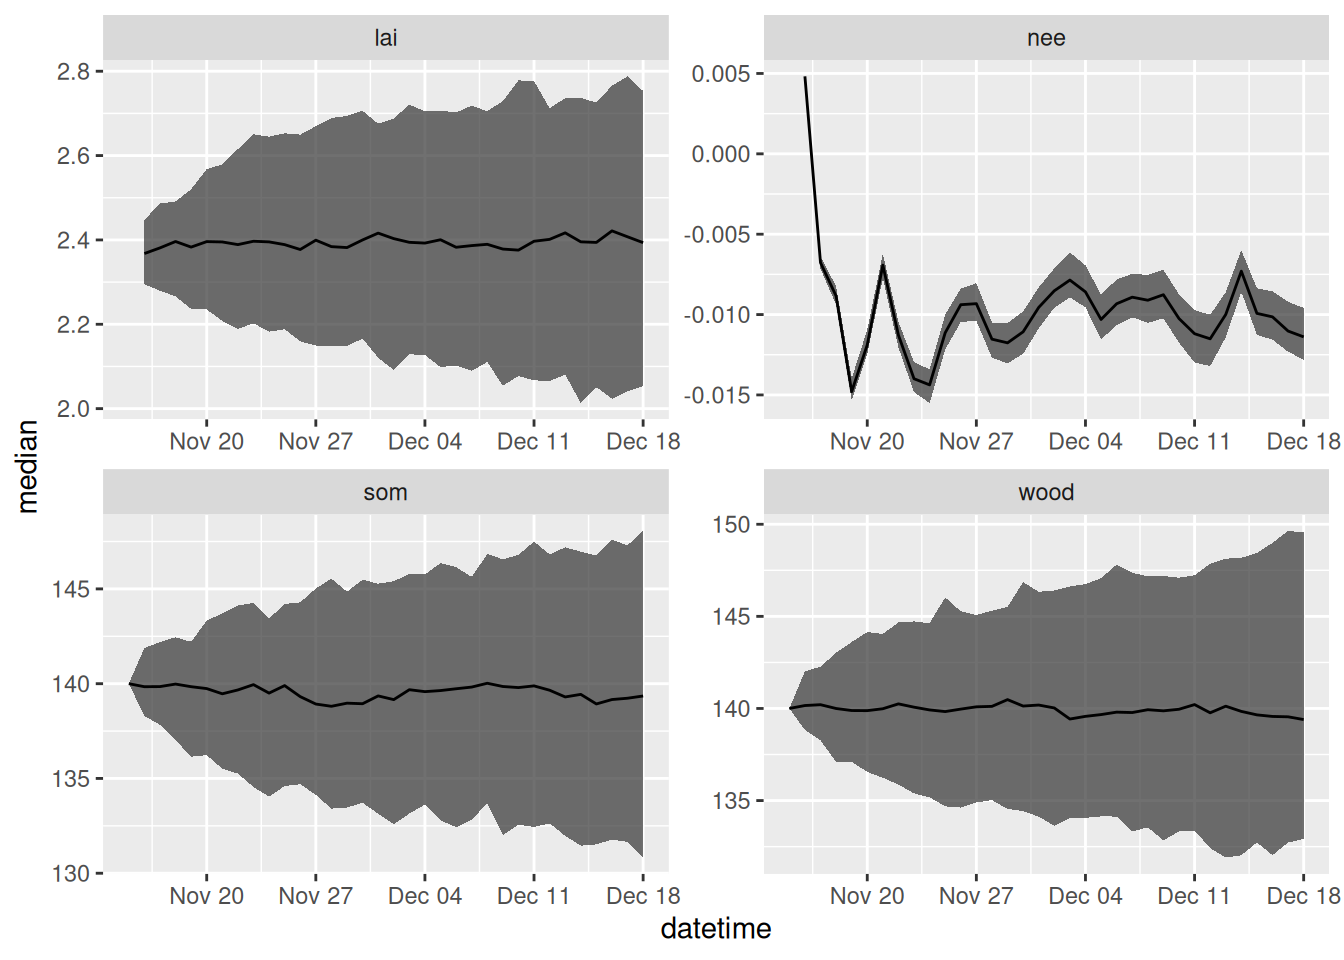 lai
nee
2.8
2.6
2.4
2.2
2.0
0.005
0.000
-0.005
-0.010
-0.015
Nov 20 Nov 27 Dec 04 Dec 11 Dec 18
Nov 20 Nov 27 Dec 04 Dec 11 Dec 18
median
som
wood
145
140
135
130
150
145
140
135
Nov 20 Nov 27 Dec 04 Dec 11 Dec 18
Nov 20 Nov 27 Dec 04 Dec 11 Dec 18
datetime